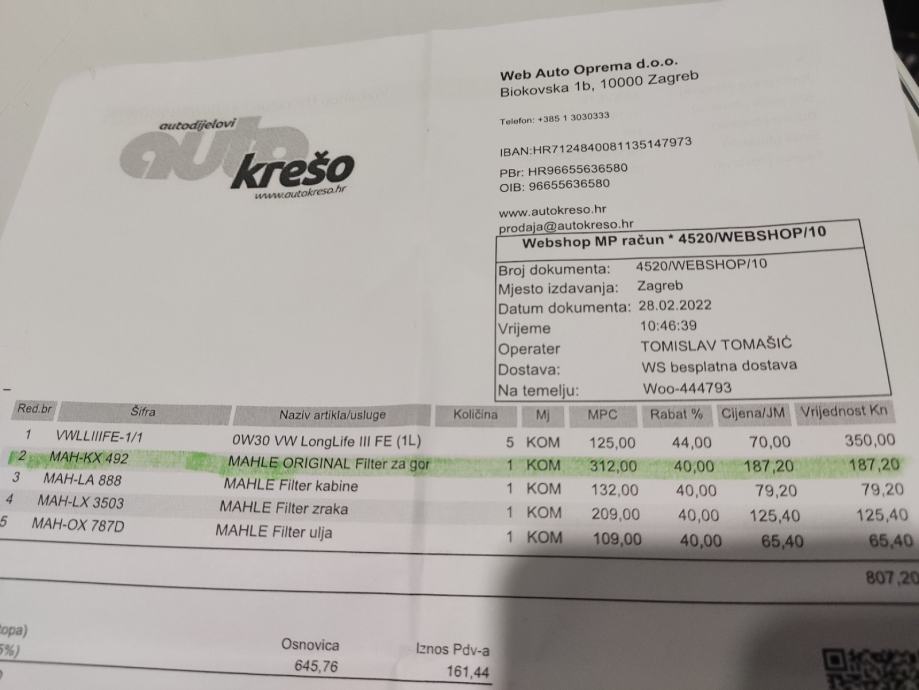 autodijelovi
auto
krešo
www.autokreso.hr
Web Auto Oprema d.o.o.
Biokovska 1b, 10000 Zagreb
Telefon: +385 1 3030333
IBAN:HR7124840081135147973
PBr: HR96655636580
OIB: 96655636580
www.autokreso.hr
prodaja@autokreso.hr
Webshop MP račun * 4520/WEBSHOP/10
Broj dokumenta: 4520/WEBSHOP/10
Mjesto izdavanja: Zagreb
Datum dokumenta: 28.02.2022
Vrijeme 10:46:39
Operater TOMISLAV TOMAŠIĆ
Dostava: WS besplatna dostava
Na temelju: Woo-444793
Red.br Šifra Naziv artikla/usluge Količina Mj MPC Rabat % Cijena/JM Vrijednost Kn
1 VWLLIIIFE-1/1 0W30 VW LongLife III FE (1L) 5 KOM 125,00 44,00 70,00 350,00
2 MAH-KX 492 MAHLE ORIGINAL Filter za gor 1 KOM 312,00 40,00 187,20 187,20
3 MAH-LA 888 MAHLE Filter kabine 1 KOM 132,00 40,00 79,20 79,20
4 MAH-LX 3503 MAHLE Filter zraka 1 KOM 209,00 40,00 125,40 125,40
5 MAH-OX 787D MAHLE Filter ulja 1 KOM 109,00 40,00 65,40 65,40
807,20
opa) Osnovica Iznos Pdv-a
5%) 645,76 161,44